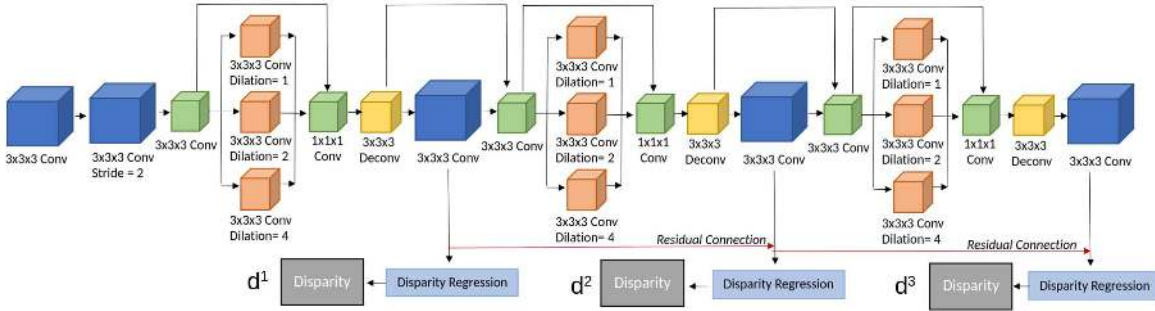 3x3x3 Conv
3x3x3 Conv
Stride = 2
3x3x3 Conv
3x3x3 Conv
Dilation= 1
3x3x3 Conv
Dilation= 2
3x3x3 Conv
Dilation= 4
1x1x1
Conv
3x3x3
Deconv
3x3x3 Conv
3x3x3 Conv
3x3x3 Conv
Dilation= 1
3x3x3 Conv
Dilation= 2
3x3x3 Conv
Dilation= 4
1x1x1
Conv
3x3x3
Deconv
3x3x3 Conv
3x3x3 Conv
3x3x3 Conv
Dilation= 1
3x3x3 Conv
Dilation= 2
3x3x3 Conv
Dilation= 4
1x1x1
Conv
3x3x3
Deconv
3x3x3 Conv
Residual Connection
Residual Connection
d¹
Disparity
Disparity Regression
d²
Disparity
Disparity Regression
d³
Disparity
Disparity Regression